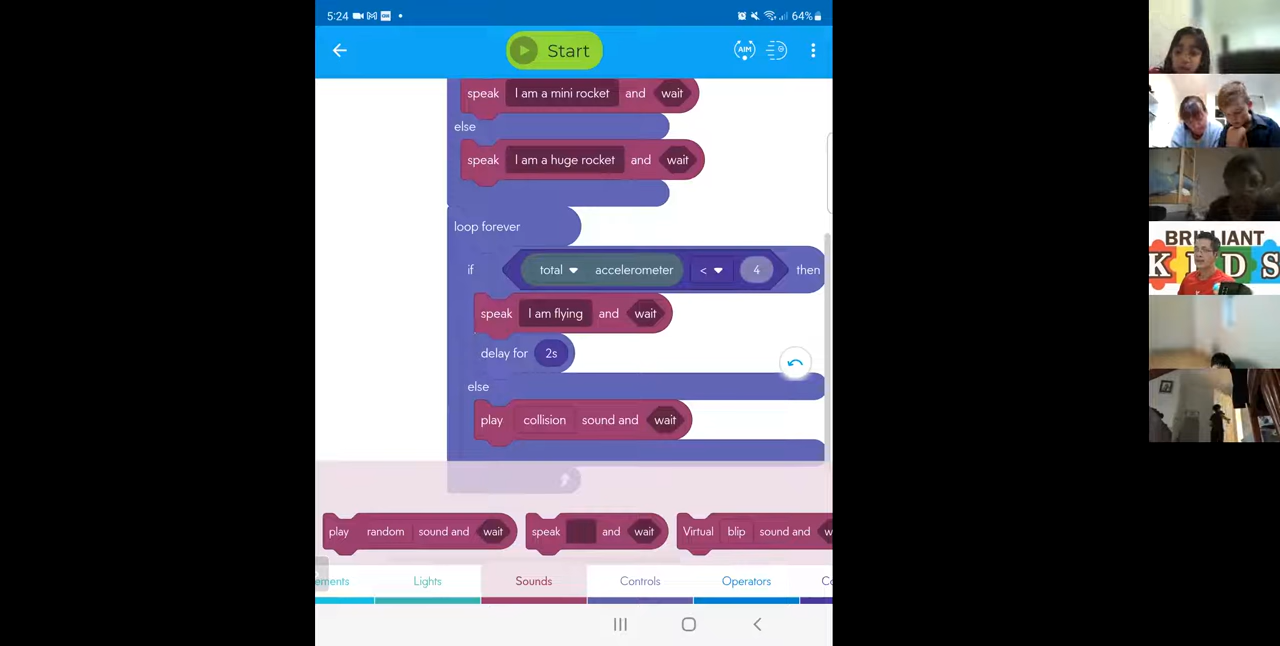 5:24 64%
Start AIM
speak I am a mini rocket and wait
else
speak I am a huge rocket and wait
loop forever
if total accelerometer < 4 then
speak I am flying and wait
delay for 2s
else
play collision sound and wait
play random sound and wait speak and wait Virtual blip sound and w
ements Lights Sounds Controls Operators Co
BRILLIANT
KIDS